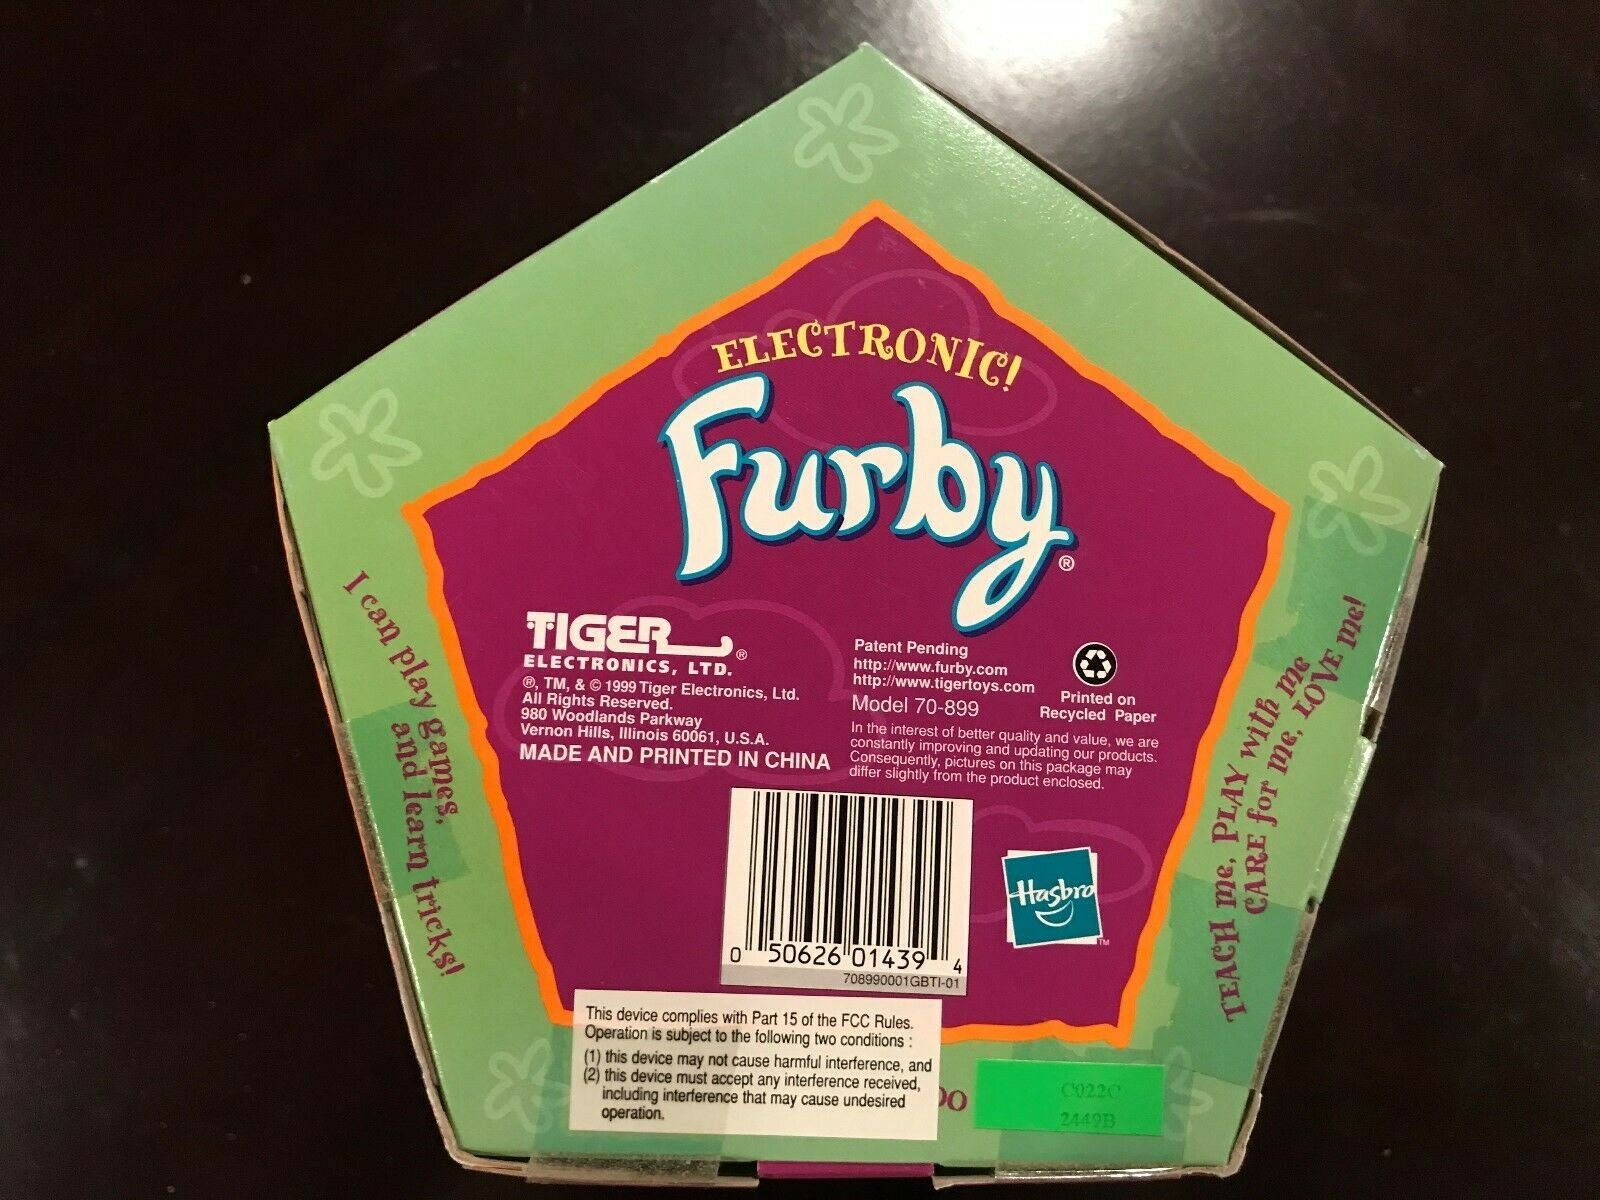 ELECTRONIC!
Furby®
I can play games,
and learn tricks!
TIGER®
ELECTRONICS, LTD.
®, TM, & © 1999 Tiger Electronics, Ltd.
All Rights Reserved.
980 Woodlands Parkway
Vernon Hills, Illinois 60061, U.S.A.
MADE AND PRINTED IN CHINA
Patent Pending
http://www.furby.com
http://www.tigertoys.com
Model 70-899
Printed on
Recycled Paper
In the interest of better quality and value, we are
constantly improving and updating our products.
Consequently, pictures on this package may
differ slightly from the product enclosed.
TEACH me, PLAY with me
CARE for me, LOVE me!
0 50626 01439 4
708990001GBTI-01
Hasbro
TM
This device complies with Part 15 of the FCC Rules.
Operation is subject to the following two conditions :
(1) this device may not cause harmful interference, and
(2) this device must accept any interference received,
including interference that may cause undesired
operation.
C022C
2449B